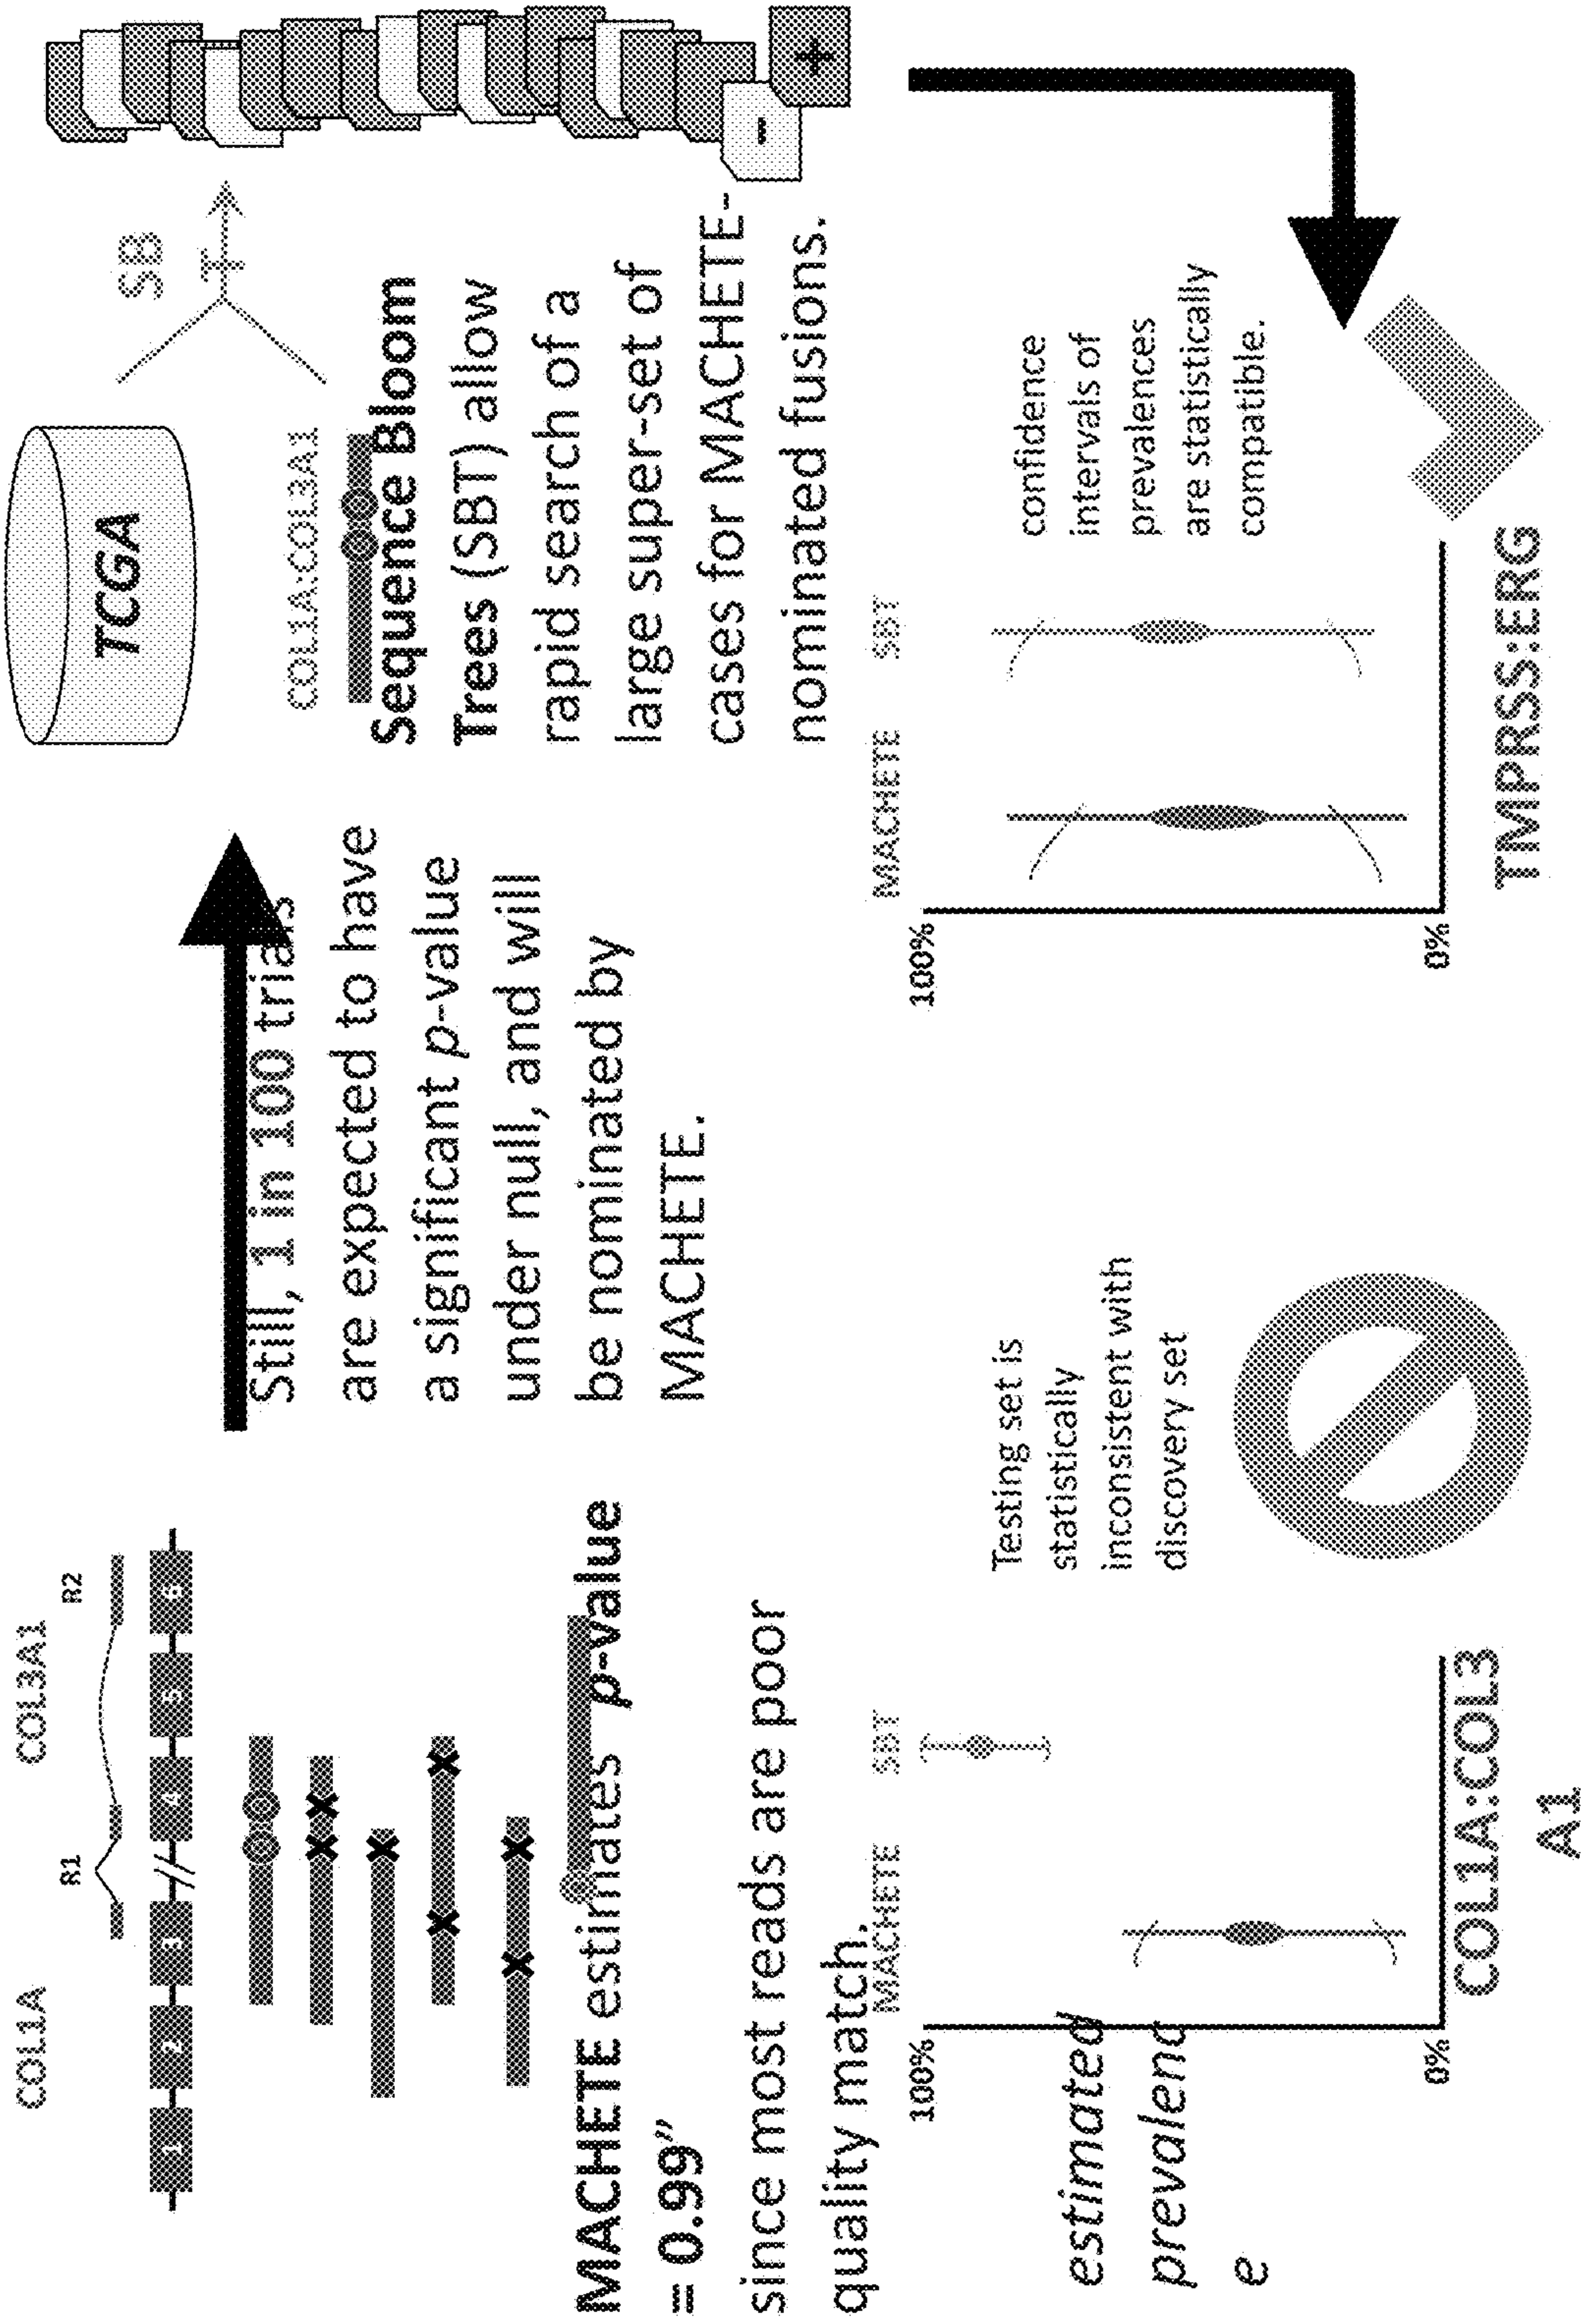 COL1A
COL3A1
R1
R2
1 2 3 4 5 6
MACHETE estimates p-value
= 0.99”
since most reads are poor
quality match.
Still, 1 in 100 trials
are expected to have
a significant p-value
under null, and will
be nominated by
MACHETE.
TCGA
COL1A:COL3A1
SB
T
Sequence Bloom
Trees (SBT) allow
rapid search of a
large super-set of
cases for MACHETE-
nominated fusions.
-
+
estimated
prevalenc
e
100%
0%
MACHETE
SBT
COL1A:COL3
A1
Testing set is
statistically
inconsistent with
discovery set
100%
0%
MACHETE
SBT
TMPRSS:ERG
confidence
intervals of
prevalences
are statistically
compatible.